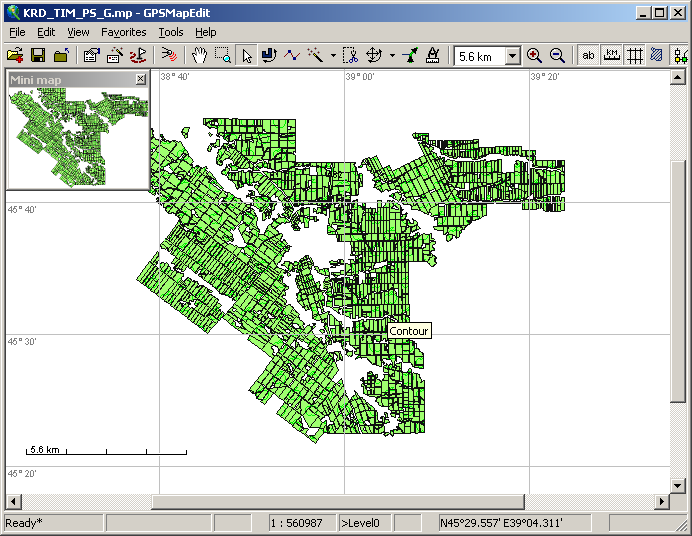 KRD_TIM_PS_G.mp - GPSMapEdit
File Edit View Favorites Tools Help
5.6 km
ab
KM
Mini map
38° 40'
39° 00'
39° 20'
45° 40'
Contour
45° 30'
5.6 km
45° 20'
Ready*
1 : 560987
>Level0
N45°29.557' E39°04.311'